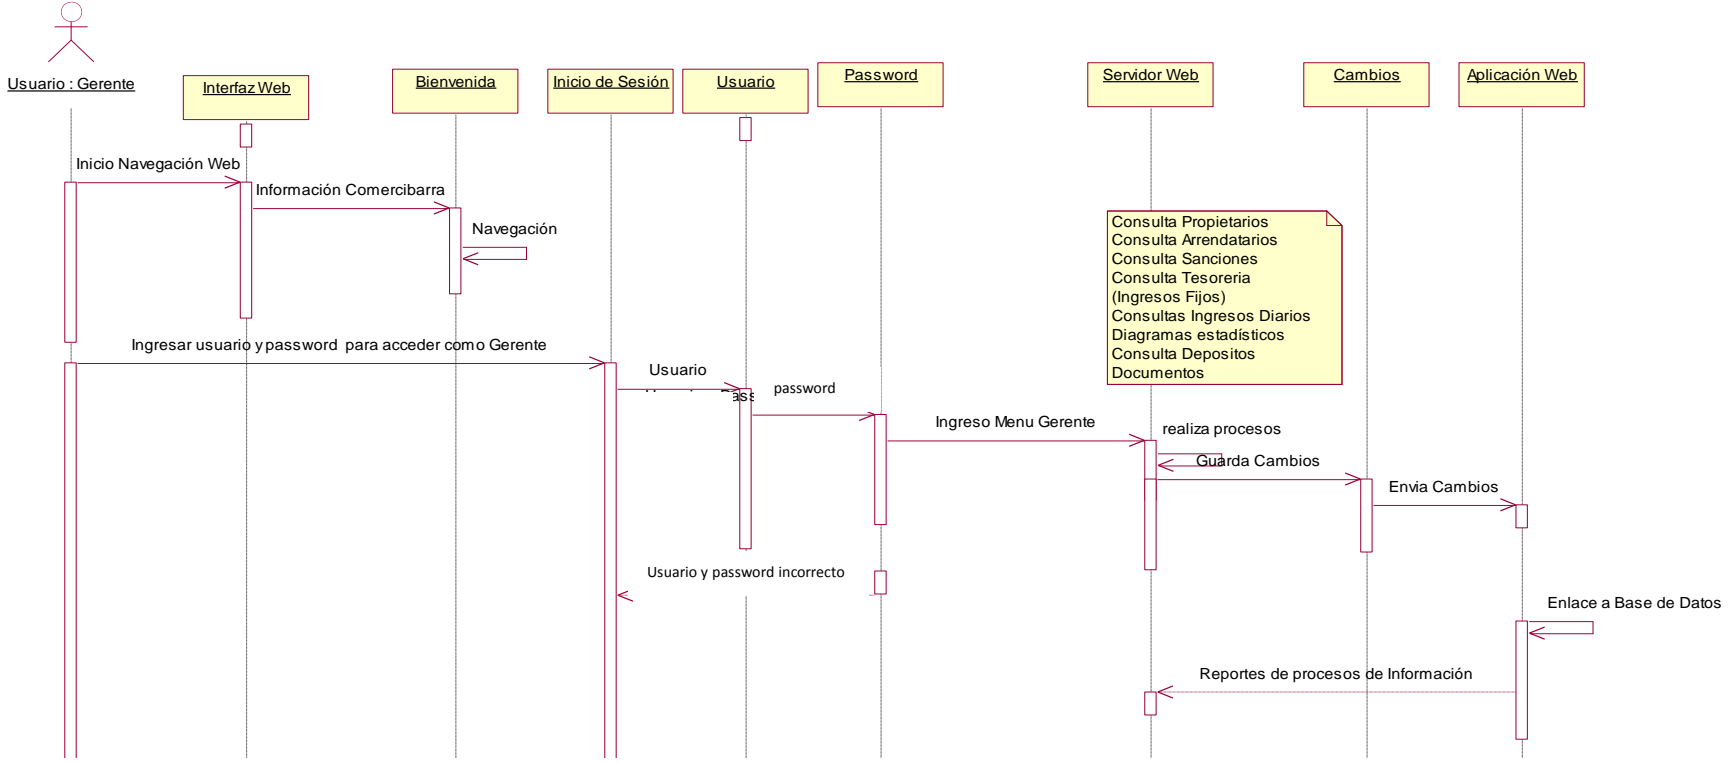 Usuario : Gerente
Interfaz Web
Bienvenida
Inicio de Sesión
Usuario
Password
Servidor Web
Cambios
Aplicación Web
Inicio Navegación Web
Información Comercibarra
Navegación
Consulta Propietarios
Consulta Arrendatarios
Consulta Sanciones
Consulta Tesoreria
(Ingresos Fijos)
Consultas Ingresos Diarios
Diagramas estadísticos
Consulta Depositos
Documentos
Ingresar usuario y password para acceder como Gerente
Usuario
password
Ingreso Menu Gerente
realiza procesos
Guarda Cambios
Envia Cambios
Usuario y password incorrecto
Enlace a Base de Datos
Reportes de procesos de Información